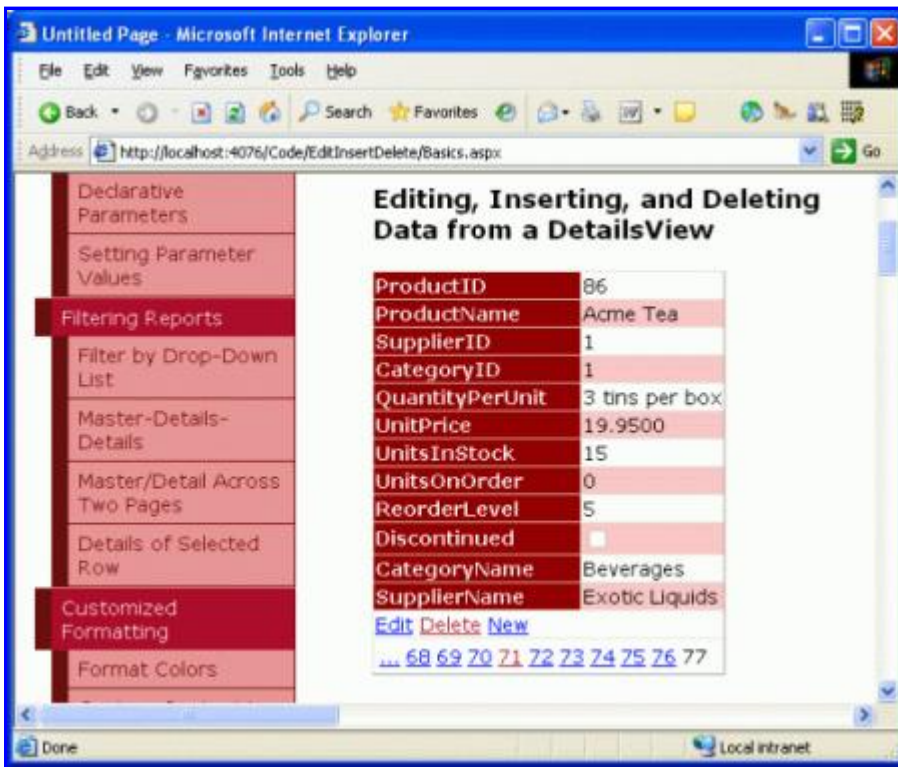 Untitled Page - Microsoft Internet Explorer
File Edit View Favorites Tools Help
Back Search Favorites
Address http://localhost:4076/Code/EditInsertDelete/Basics.aspx Go
Declarative
Parameters
Setting Parameter
Values
Filtering Reports
Filter by Drop-Down
List
Master-Details-
Details
Master/Detail Across
Two Pages
Details of Selected
Row
Customized
Formatting
Format Colors
Editing, Inserting, and Deleting
Data from a DetailsView
ProductID 86
ProductName Acme Tea
SupplierID 1
CategoryID 1
QuantityPerUnit 3 tins per box
UnitPrice 19.9500
UnitsInStock 15
UnitsOnOrder 0
ReorderLevel 5
Discontinued
CategoryName Beverages
SupplierName Exotic Liquids
Edit Delete New
... 68 69 70 71 72 73 74 75 76 77
Done Local intranet